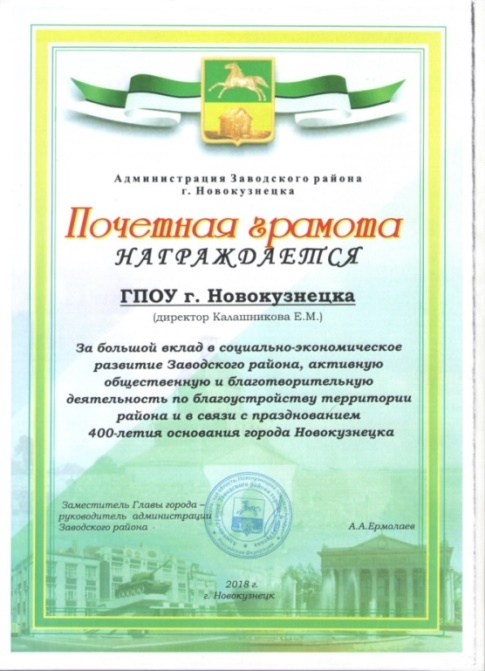 Администрация Заводского района
г. Новокузнецка
Почетная грамота
НАГРАЖДАЕТСЯ
ГПОУ г. Новокузнецка
(директор Калашникова Е.М.)
За большой вклад в социально-экономическое
развитие Заводского района, активную
общественную и благотворительную
деятельность по благоустройству территории
района и в связи с празднованием
400-летия основания города Новокузнецка
Заместитель Главы города –
руководитель администрации
Заводского района
А.А.Ермолаев
2018 г.
г. Новокузнецк